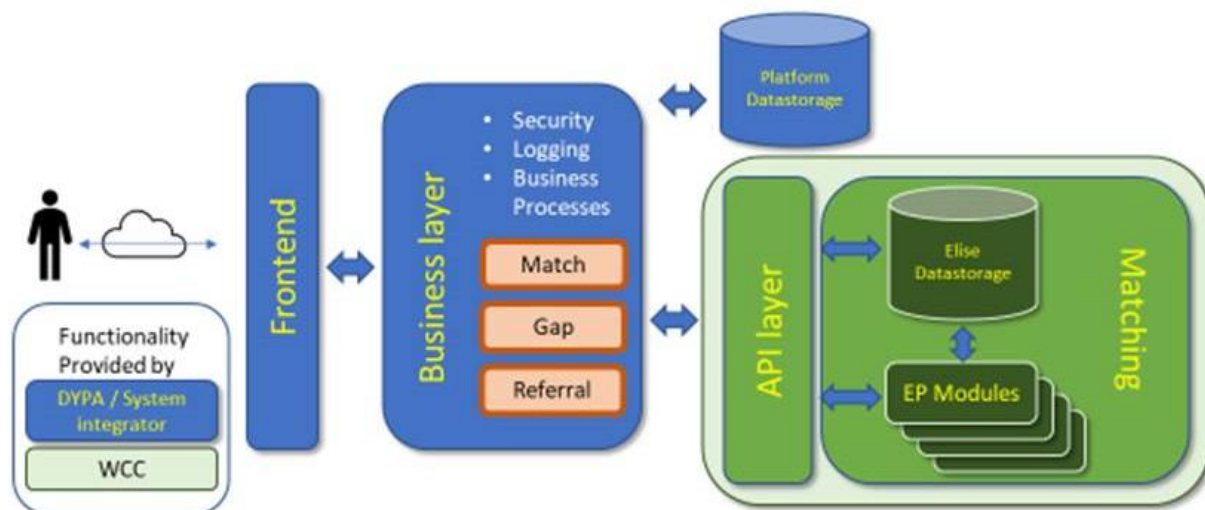 Platform
Datastorage
• Security
• Logging
• Business
Processes
Frontend
Business layer
Match
Gap
Referral
API layer
Elise
Datastorage
EP Modules
Matching
Functionality
Provided by
DYPA / System
integrator
WCC